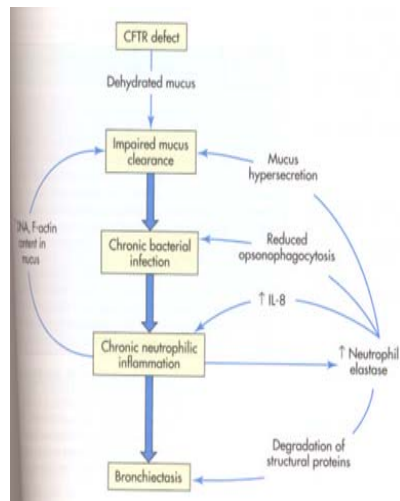 CFTR defect
Dehydrated mucus
Impaired mucus
clearance
Mucus
hypersecretion
F-actin
in
mucus
Chronic bacterial
infection
Reduced
opsonophagocytosis
↑ IL-8
Chronic neutrophilic
inflammation
↑ Neutrophil
elastase
Degradation of
structural proteins
Bronchiectasis